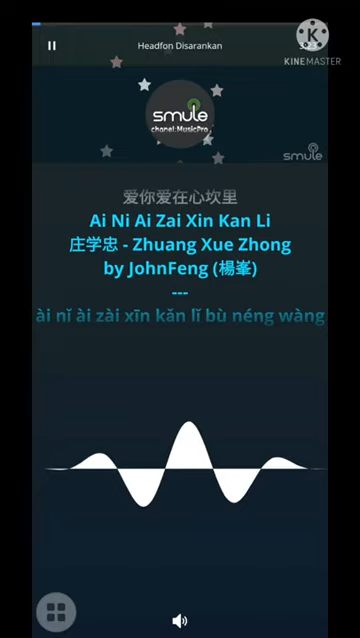 Headfon Disarankan
KINEMASTER
smule
chanel:MusicPro
smule
爱你爱在心坎里
Ai Ni Ai Zai Xin Kan Li
庄学忠 - Zhuang Xue Zhong
by JohnFeng (楊峯)
---
ài nǐ ài zài xīn kǎn lǐ bù néng wàng